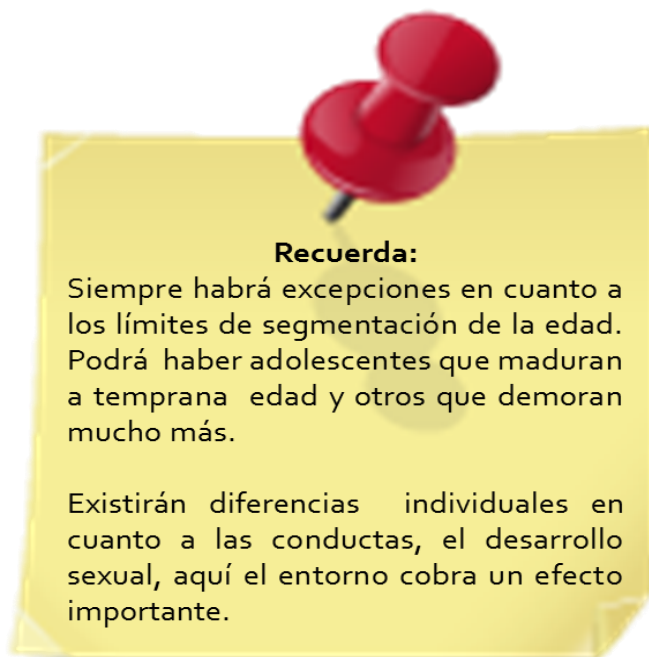 Recuerda:
Siempre habrá excepciones en cuanto a
los límites de segmentación de la edad.
Podrá haber adolescentes que maduran
a temprana edad y otros que demoran
mucho más.
Existirán diferencias individuales en
cuanto a las conductas, el desarrollo
sexual, aquí el entorno cobra un efecto
importante.